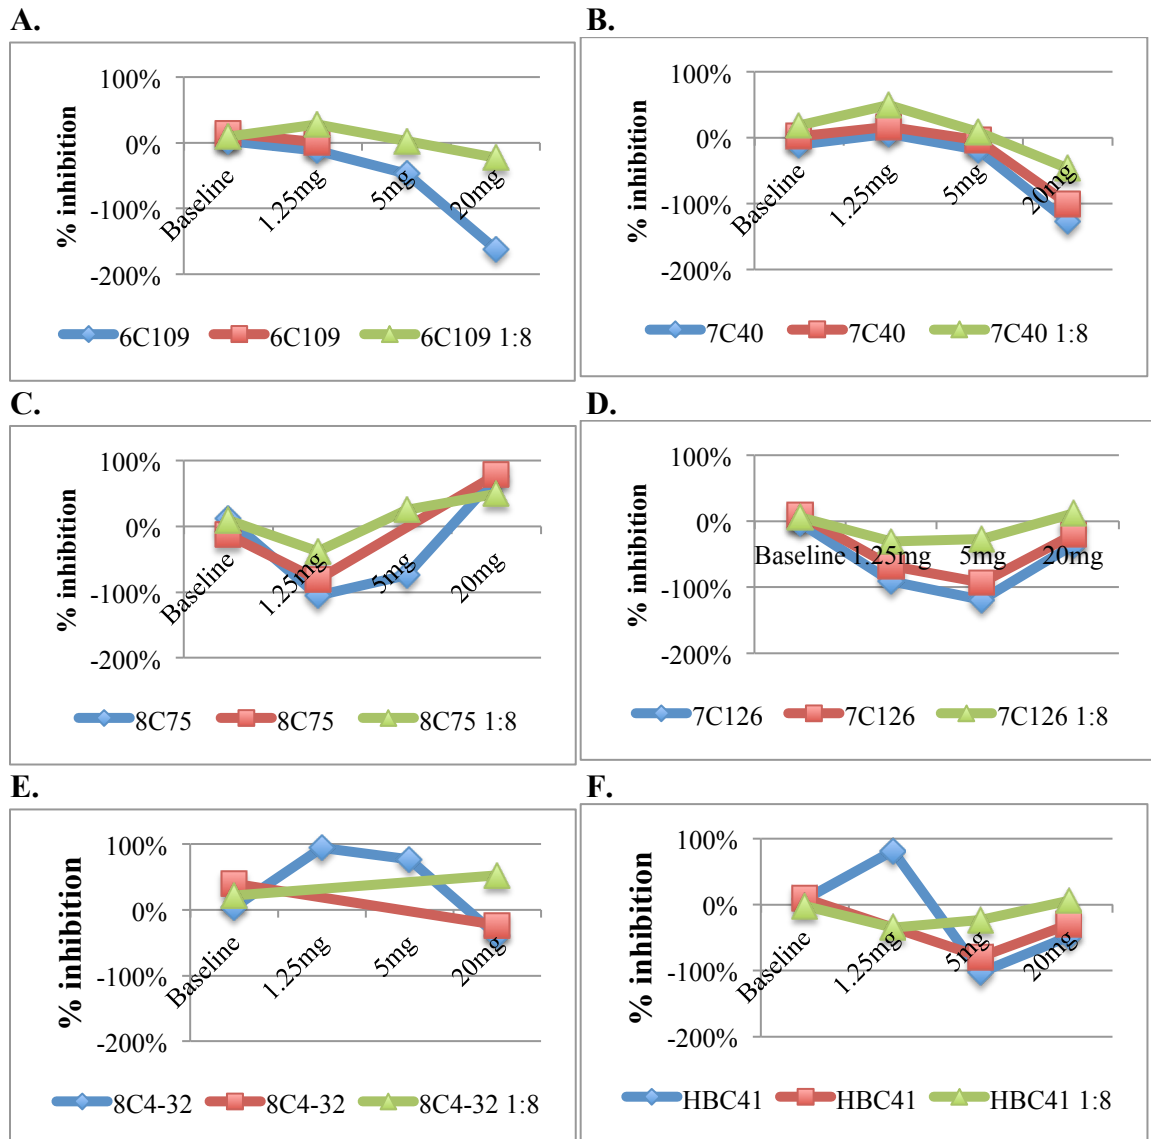 A.
100%
0%
-100%
-200%
% inhibition
Baseline
1.25mg
5mg
20mg
6C109
6C109
6C109 1:8
B.
100%
0%
-100%
-200%
% inhibition
Baseline
1.25mg
5mg
20mg
7C40
7C40
7C40 1:8
C.
100%
0%
-100%
-200%
% inhibition
Baseline
1.25mg
5mg
20mg
8C75
8C75
8C75 1:8
D.
100%
0%
-100%
-200%
% inhibition
Baseline 1.25mg 5mg 20mg
7C126
7C126
7C126 1:8
E.
100%
0%
-100%
-200%
% inhibition
Baseline
1.25mg
5mg
20mg
8C4-32
8C4-32
8C4-32 1:8
F.
100%
0%
-100%
-200%
% inhibition
Baseline
1.25mg
5mg
20mg
HBC41
HBC41
HBC41 1:8